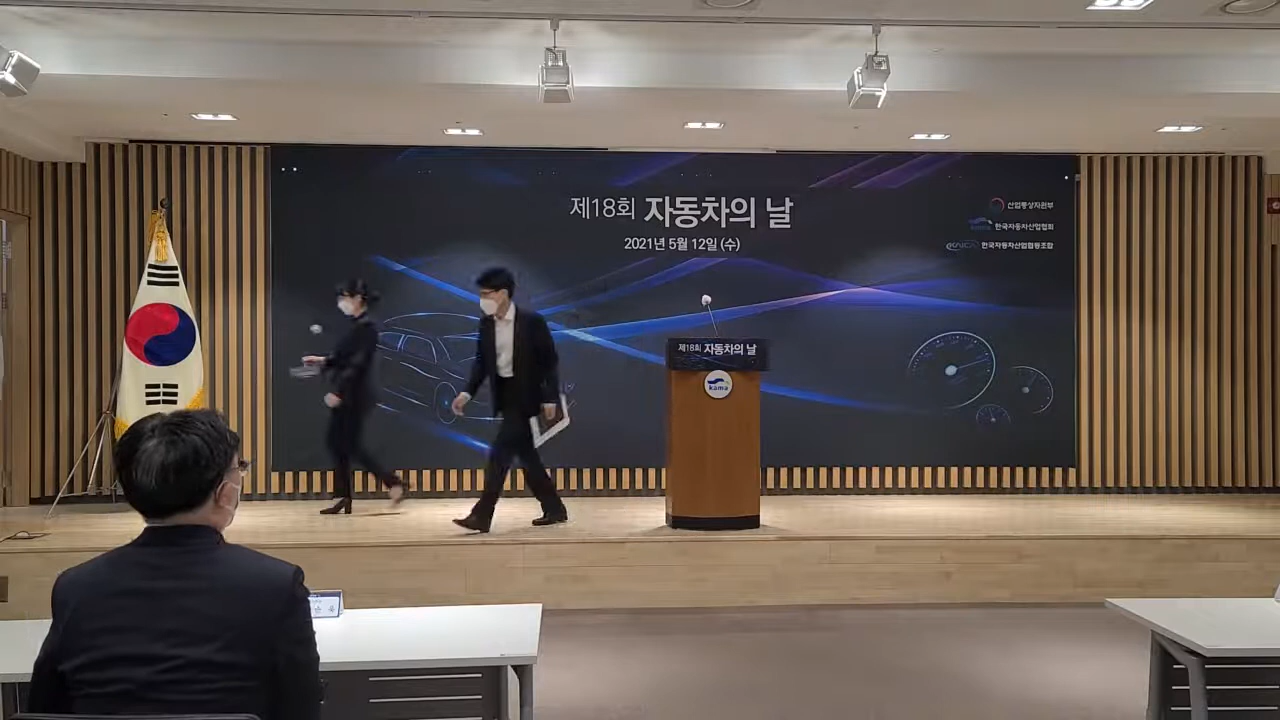 제18회 자동차의 날
2021년 5월 12일 (수)
산업통상자원부
kama 한국자동차산업협회
KAICA 한국자동차산업협동조합
제18회 자동차의 날
kama